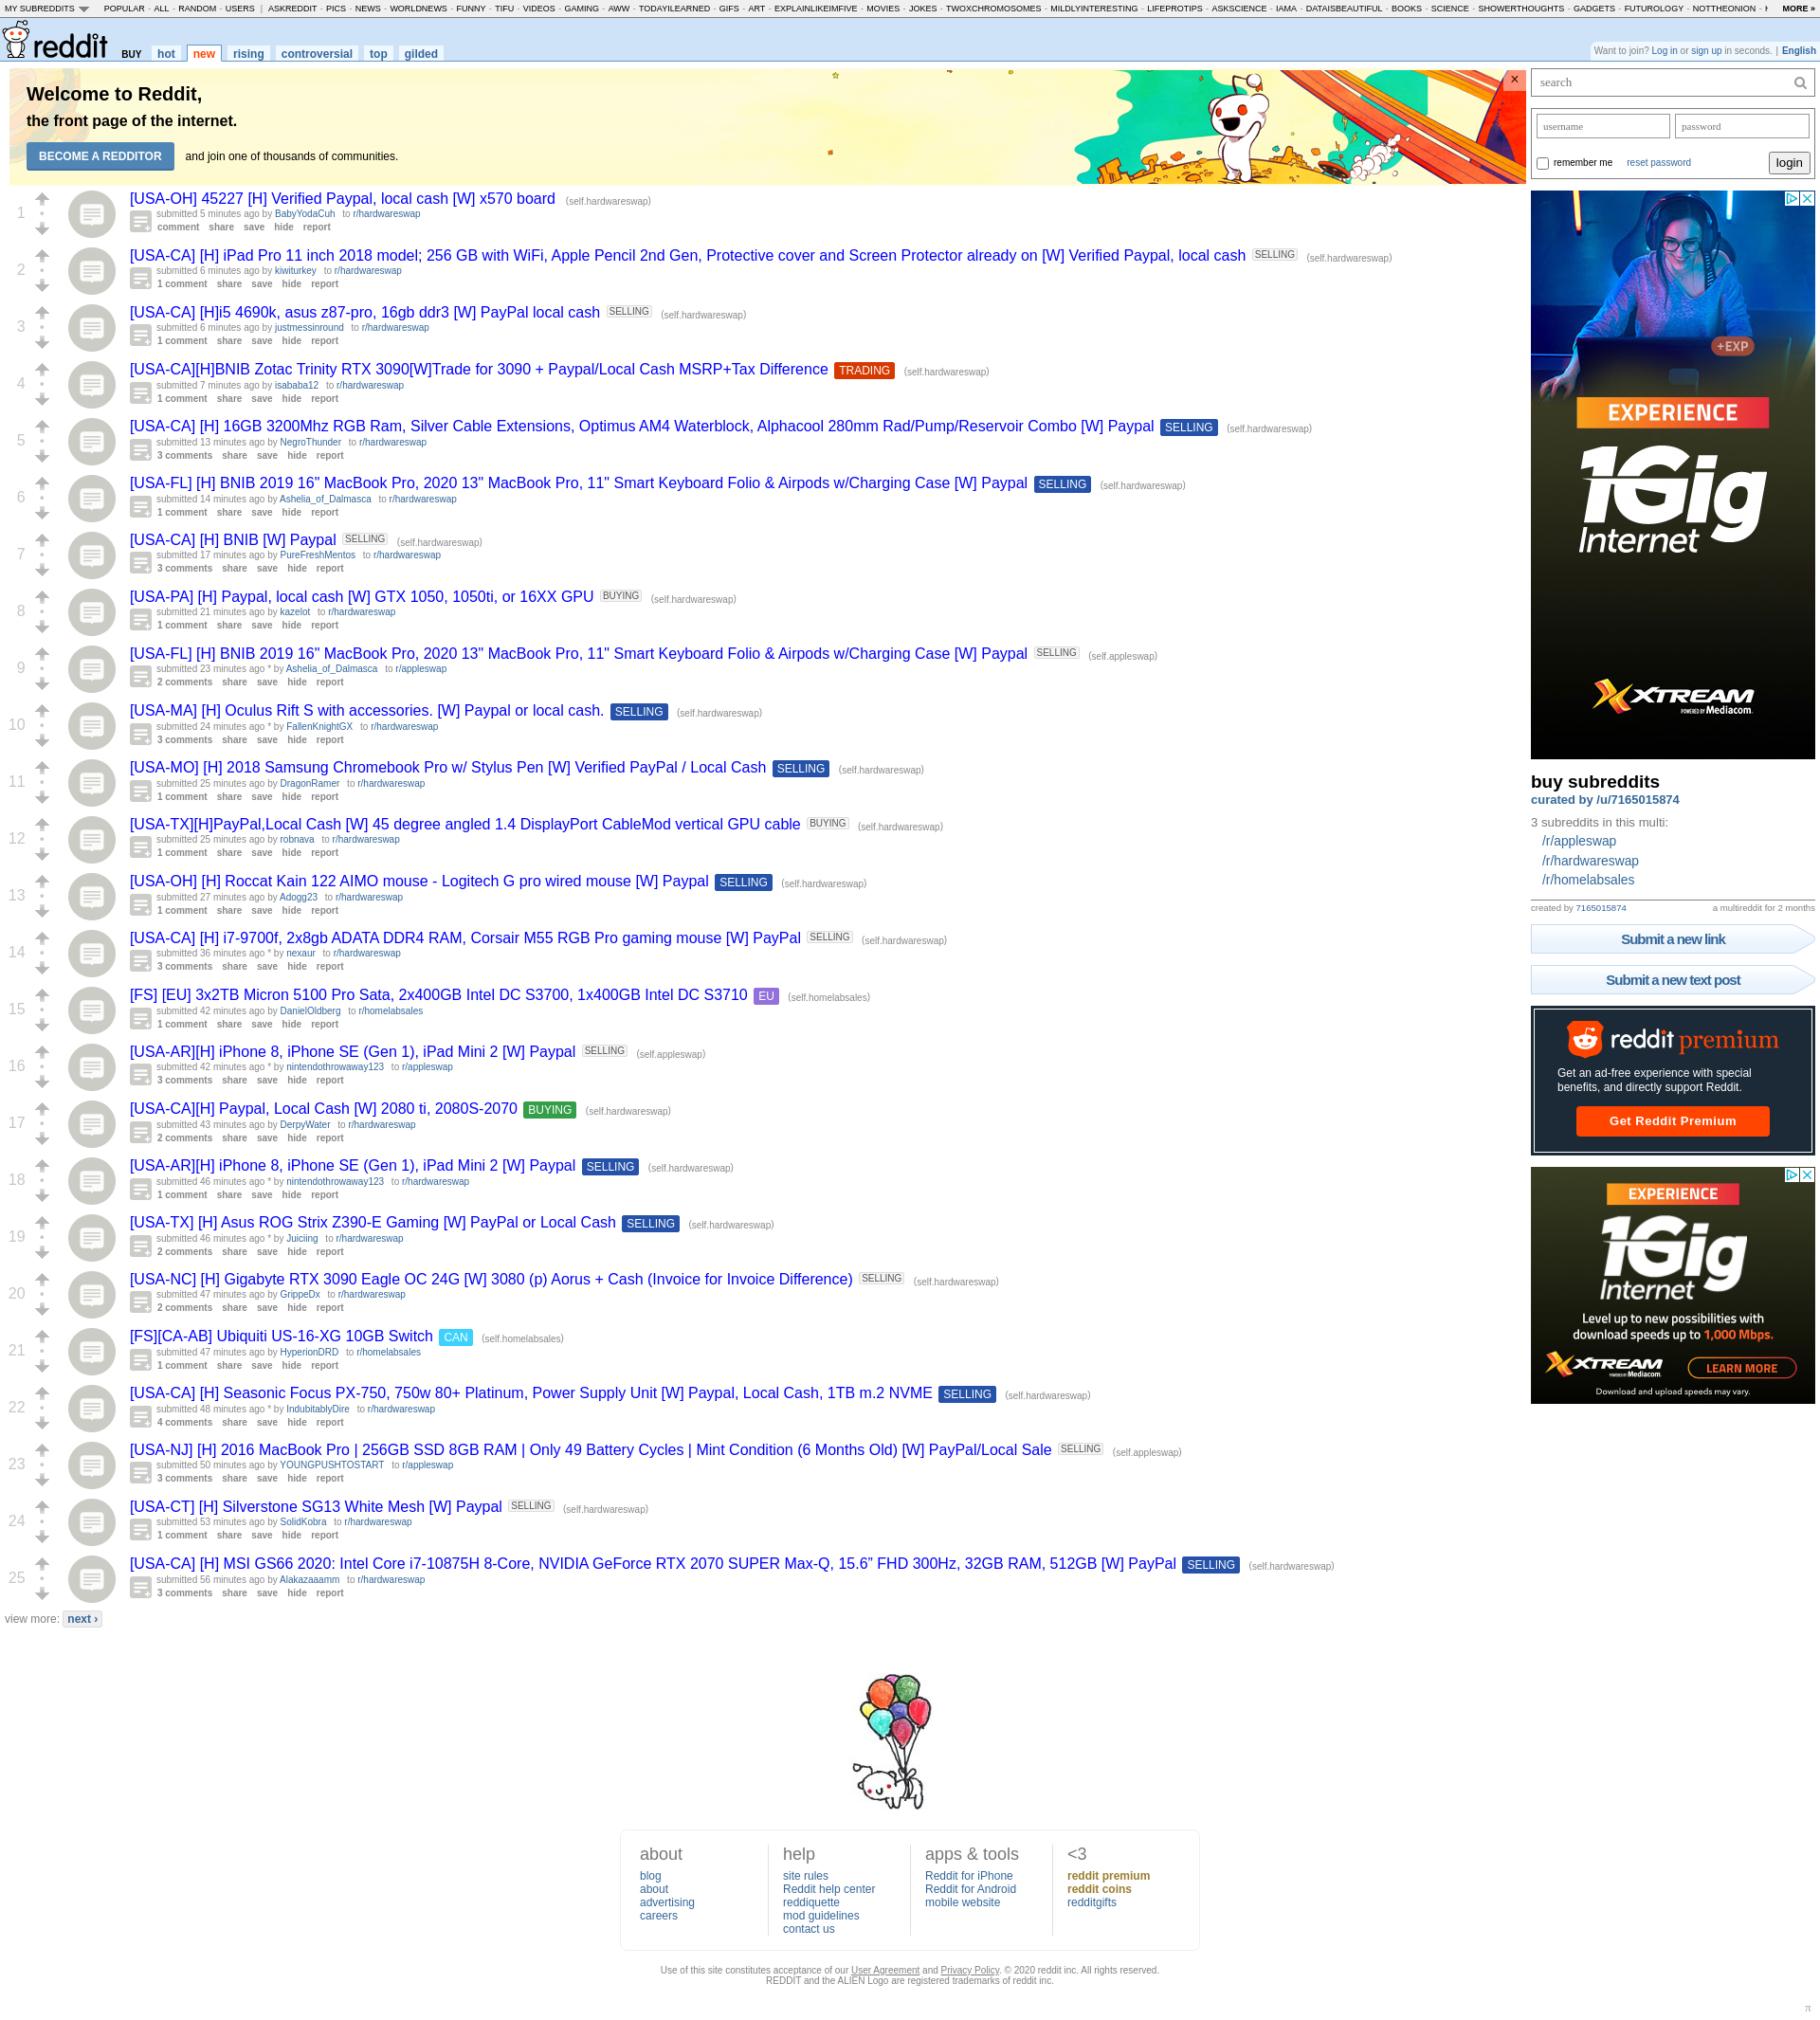 MY SUBREDDITS POPULAR - ALL - RANDOM - USERS | ASKREDDIT - PICS - NEWS - WORLDNEWS - FUNNY - TIFU - VIDEOS - GAMING - AWW - TODAYILEARNED - GIFS - ART - EXPLAINLIKEIMFIVE - MOVIES - JOKES - TWOXCHROMOSOMES - MILDLYINTERESTING - LIFEPROTIPS - ASKSCIENCE - IAMA - DATAISBEAUTIFUL - BOOKS - SCIENCE - SHOWERTHOUGHTS - GADGETS - FUTUROLOGY - NOTTHEONION - MORE »
reddit BUY hot new rising controversial top gilded
Want to join? Log in or sign up in seconds. | English
Welcome to Reddit,
the front page of the internet.
BECOME A REDDITOR and join one of thousands of communities.
×
1
[USA-OH] 45227 [H] Verified Paypal, local cash [W] x570 board (self.hardwareswap)
submitted 5 minutes ago by BabyYodaCuh to r/hardwareswap
comment share save hide report
2
[USA-CA] [H] iPad Pro 11 inch 2018 model; 256 GB with WiFi, Apple Pencil 2nd Gen, Protective cover and Screen Protector already on [W] Verified Paypal, local cash SELLING (self.hardwareswap)
submitted 6 minutes ago by kiwiturkey to r/hardwareswap
1 comment share save hide report
3
[USA-CA] [H]i5 4690k, asus z87-pro, 16gb ddr3 [W] PayPal local cash SELLING (self.hardwareswap)
submitted 6 minutes ago by justmessinround to r/hardwareswap
1 comment share save hide report
4
[USA-CA][H]BNIB Zotac Trinity RTX 3090[W]Trade for 3090 + Paypal/Local Cash MSRP+Tax Difference TRADING (self.hardwareswap)
submitted 7 minutes ago by isababa12 to r/hardwareswap
1 comment share save hide report
5
[USA-CA] [H] 16GB 3200Mhz RGB Ram, Silver Cable Extensions, Optimus AM4 Waterblock, Alphacool 280mm Rad/Pump/Reservoir Combo [W] Paypal SELLING (self.hardwareswap)
submitted 13 minutes ago by NegroThunder to r/hardwareswap
3 comments share save hide report
6
[USA-FL] [H] BNIB 2019 16" MacBook Pro, 2020 13" MacBook Pro, 11" Smart Keyboard Folio & Airpods w/Charging Case [W] Paypal SELLING (self.hardwareswap)
submitted 14 minutes ago by Ashelia_of_Dalmasca to r/hardwareswap
1 comment share save hide report
7
[USA-CA] [H] BNIB [W] Paypal SELLING (self.hardwareswap)
submitted 17 minutes ago by PureFreshMentos to r/hardwareswap
3 comments share save hide report
8
[USA-PA] [H] Paypal, local cash [W] GTX 1050, 1050ti, or 16XX GPU BUYING (self.hardwareswap)
submitted 21 minutes ago by kazelot to r/hardwareswap
1 comment share save hide report
9
[USA-FL] [H] BNIB 2019 16" MacBook Pro, 2020 13" MacBook Pro, 11" Smart Keyboard Folio & Airpods w/Charging Case [W] Paypal SELLING (self.appleswap)
submitted 23 minutes ago * by Ashelia_of_Dalmasca to r/appleswap
2 comments share save hide report
10
[USA-MA] [H] Oculus Rift S with accessories. [W] Paypal or local cash. SELLING (self.hardwareswap)
submitted 24 minutes ago * by FallenKnightGX to r/hardwareswap
3 comments share save hide report
11
[USA-MO] [H] 2018 Samsung Chromebook Pro w/ Stylus Pen [W] Verified PayPal / Local Cash SELLING (self.hardwareswap)
submitted 25 minutes ago by DragonRamer to r/hardwareswap
1 comment share save hide report
12
[USA-TX][H]PayPal,Local Cash [W] 45 degree angled 1.4 DisplayPort CableMod vertical GPU cable BUYING (self.hardwareswap)
submitted 25 minutes ago by robnava to r/hardwareswap
1 comment share save hide report
13
[USA-OH] [H] Roccat Kain 122 AIMO mouse - Logitech G pro wired mouse [W] Paypal SELLING (self.hardwareswap)
submitted 27 minutes ago by Adogg23 to r/hardwareswap
1 comment share save hide report
14
[USA-CA] [H] i7-9700f, 2x8gb ADATA DDR4 RAM, Corsair M55 RGB Pro gaming mouse [W] PayPal SELLING (self.hardwareswap)
submitted 36 minutes ago * by nexaur to r/hardwareswap
3 comments share save hide report
15
[FS] [EU] 3x2TB Micron 5100 Pro Sata, 2x400GB Intel DC S3700, 1x400GB Intel DC S3710 EU (self.homelabsales)
submitted 42 minutes ago by DanielOldberg to r/homelabsales
1 comment share save hide report
16
[USA-AR][H] iPhone 8, iPhone SE (Gen 1), iPad Mini 2 [W] Paypal SELLING (self.appleswap)
submitted 42 minutes ago * by nintendothrowaway123 to r/appleswap
3 comments share save hide report
17
[USA-CA][H] Paypal, Local Cash [W] 2080 ti, 2080S-2070 BUYING (self.hardwareswap)
submitted 43 minutes ago by DerpyWater to r/hardwareswap
2 comments share save hide report
18
[USA-AR][H] iPhone 8, iPhone SE (Gen 1), iPad Mini 2 [W] Paypal SELLING (self.hardwareswap)
submitted 46 minutes ago * by nintendothrowaway123 to r/hardwareswap
1 comment share save hide report
19
[USA-TX] [H] Asus ROG Strix Z390-E Gaming [W] PayPal or Local Cash SELLING (self.hardwareswap)
submitted 46 minutes ago * by Juiciing to r/hardwareswap
2 comments share save hide report
20
[USA-NC] [H] Gigabyte RTX 3090 Eagle OC 24G [W] 3080 (p) Aorus + Cash (Invoice for Invoice Difference) SELLING (self.hardwareswap)
submitted 47 minutes ago by GrippeDx to r/hardwareswap
2 comments share save hide report
21
[FS][CA-AB] Ubiquiti US-16-XG 10GB Switch CAN (self.homelabsales)
submitted 47 minutes ago by HyperionDRD to r/homelabsales
1 comment share save hide report
22
[USA-CA] [H] Seasonic Focus PX-750, 750w 80+ Platinum, Power Supply Unit [W] Paypal, Local Cash, 1TB m.2 NVME SELLING (self.hardwareswap)
submitted 48 minutes ago * by IndubitablyDire to r/hardwareswap
4 comments share save hide report
23
[USA-NJ] [H] 2016 MacBook Pro | 256GB SSD 8GB RAM | Only 49 Battery Cycles | Mint Condition (6 Months Old) [W] PayPal/Local Sale SELLING (self.appleswap)
submitted 50 minutes ago by YOUNGPUSHTOSTART to r/appleswap
3 comments share save hide report
24
[USA-CT] [H] Silverstone SG13 White Mesh [W] Paypal SELLING (self.hardwareswap)
submitted 53 minutes ago by SolidKobra to r/hardwareswap
1 comment share save hide report
25
[USA-CA] [H] MSI GS66 2020: Intel Core i7-10875H 8-Core, NVIDIA GeForce RTX 2070 SUPER Max-Q, 15.6” FHD 300Hz, 32GB RAM, 512GB [W] PayPal SELLING (self.hardwareswap)
submitted 56 minutes ago by Alakazaaamm to r/hardwareswap
3 comments share save hide report
view more: next ›
search
username password
remember me reset password login
+EXP
EXPERIENCE
1Gig
Internet
XTREAM
POWERED BY Mediacom
buy subreddits
curated by /u/7165015874
3 subreddits in this multi:
/r/appleswap
/r/hardwareswap
/r/homelabsales
created by 7165015874 a multireddit for 2 months
Submit a new link
Submit a new text post
reddit premium
Get an ad-free experience with special
benefits, and directly support Reddit.
Get Reddit Premium
EXPERIENCE
1Gig
Internet
Level up to new possibilities with
download speeds up to 1,000 Mbps.
XTREAM
POWERED BY Mediacom
LEARN MORE
Download and upload speeds may vary.
about
blog
about
advertising
careers
help
site rules
Reddit help center
reddiquette
mod guidelines
contact us
apps & tools
Reddit for iPhone
Reddit for Android
mobile website
<3
reddit premium
reddit coins
redditgifts
Use of this site constitutes acceptance of our User Agreement and Privacy Policy. © 2020 reddit inc. All rights reserved.
REDDIT and the ALIEN Logo are registered trademarks of reddit inc.
π